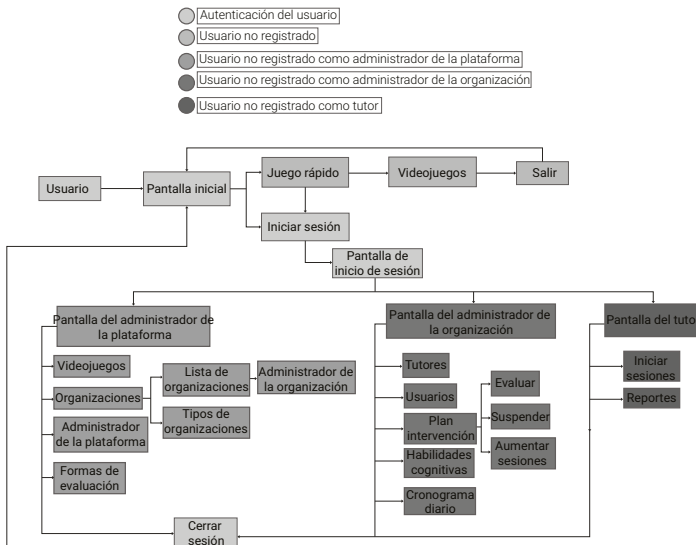 Autenticación del usuario
Usuario no registrado
Usuario no registrado como administrador de la plataforma
Usuario no registrado como administrador de la organización
Usuario no registrado como tutor
Usuario
Pantalla inicial
Juego rápido
Videojuegos
Salir
Iniciar sesión
Pantalla de
inicio de sesión
Pantalla del administrador de
la plataforma
Videojuegos
Organizaciones
Lista de
organizaciones
Administrador de
la organización
Tipos de
organizaciones
Administrador
de la plataforma
Formas de
evaluación
Pantalla del administrador de
la organización
Tutores
Usuarios
Plan
intervención
Evaluar
Suspender
Aumentar
sesiones
Habilidades
cognitivas
Cronograma
diario
Pantalla del tuto
Iniciar
sesiones
Reportes
Cerrar
sesión